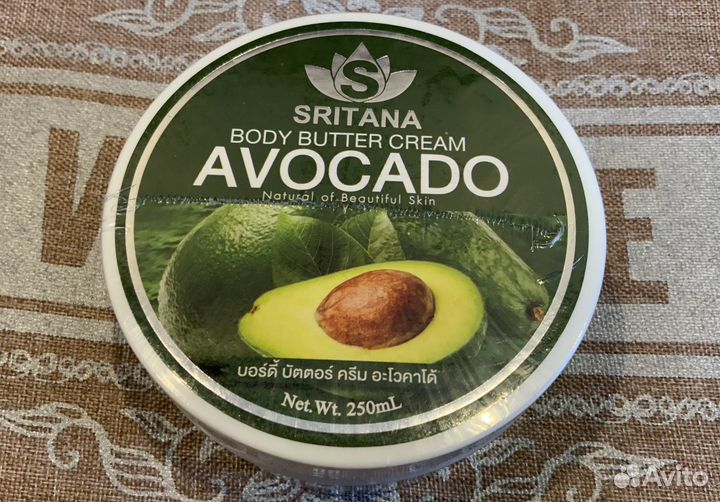 S
SRITANA
BODY BUTTER CREAM
AVOCADO
Natural of Beautiful Skin
บอร์ดี้ บัตเตอร์ ครีม อะโวคาโด้
Net.Wt. 250mL
Avito